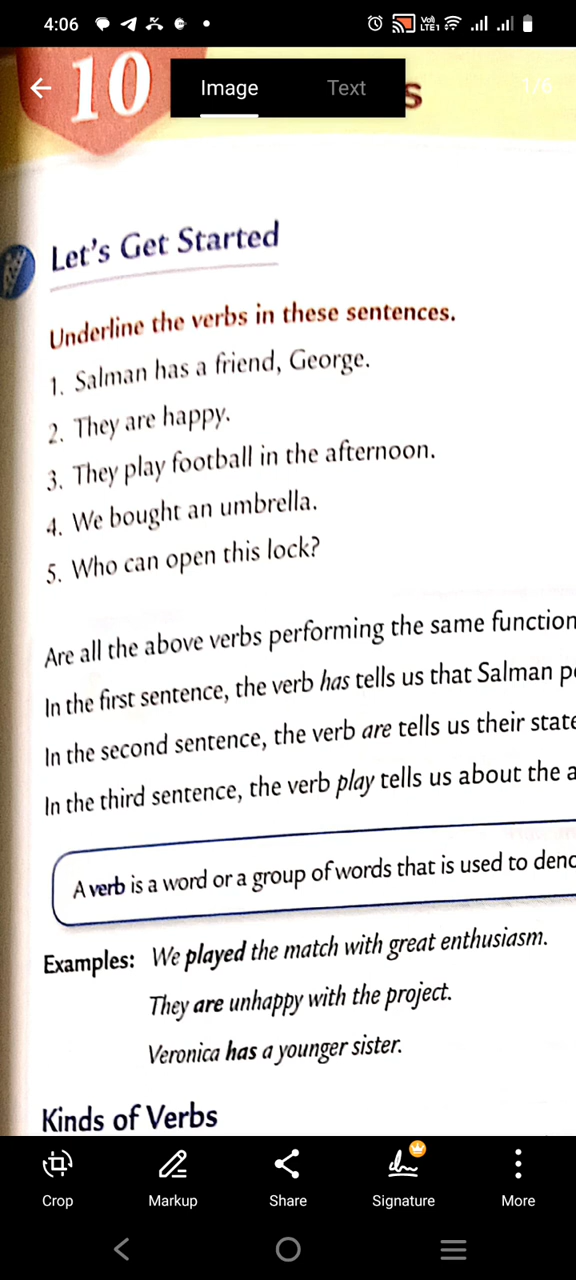 4:06
VoD LTE1
10
Image
Text
s
1/6
Let's Get Started
Underline the verbs in these sentences.
1. Salman has a friend, George.
2. They are happy.
3. They play football in the afternoon.
4. We bought an umbrella.
5. Who can open this lock?
Are all the above verbs performing the same function
In the first sentence, the verb has tells us that Salman
In the second sentence, the verb are tells us their state
In the third sentence, the verb play tells us about the a
A verb is a word or a group of words that is used to
Examples: We played the match with great enthusiasm.
They are unhappy with the project.
Veronica has a younger sister.
Kinds of Verbs
Crop
Markup
Share
Signature
More